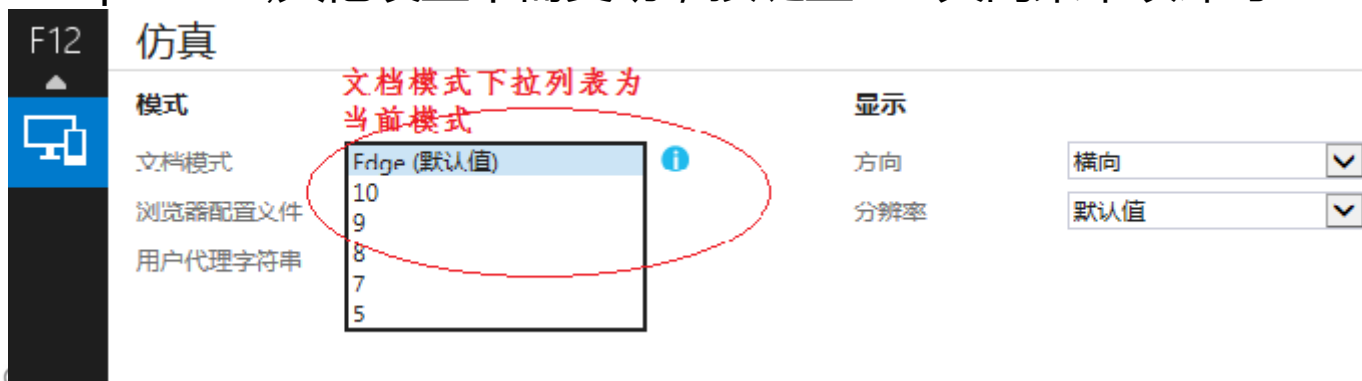 F12
仿真
文档模式下拉列表为
当前模式
模式
显示
文档模式
Edge (默认值)
方向
横向
10
浏览器配置文件
9
分辨率
默认值
用户代理字符串
8
7
5